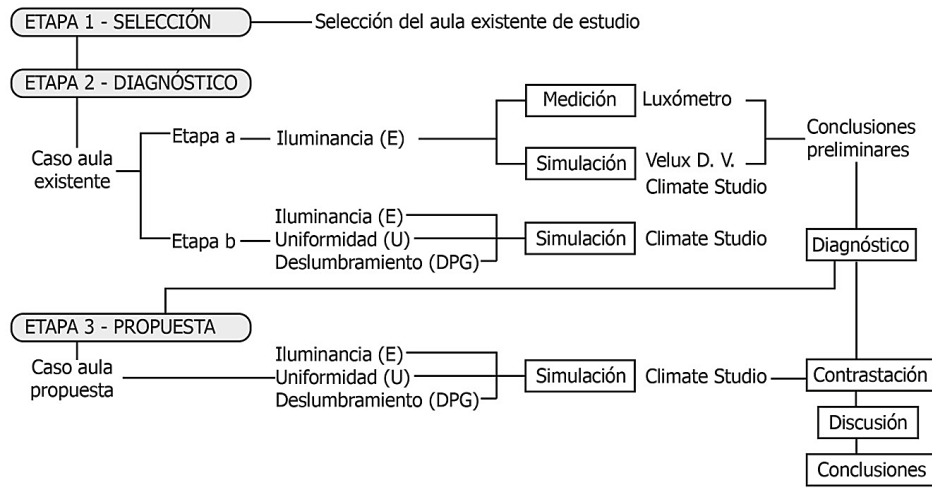 ETAPA 1 - SELECCIÓN
Selección del aula existente de estudio
ETAPA 2 - DIAGNÓSTICO
Caso aula
existente
Etapa a
Iluminancia (E)
Medición
Luxómetro
Simulación
Velux D. V.
Climate Studio
Conclusiones
preliminares
Etapa b
Iluminancia (E)
Uniformidad (U)
Deslumbramiento (DPG)
Simulación
Climate Studio
Diagnóstico
ETAPA 3 - PROPUESTA
Caso aula
propuesta
Iluminancia (E)
Uniformidad (U)
Deslumbramiento (DPG)
Simulación
Climate Studio
Contrastación
Discusión
Conclusiones